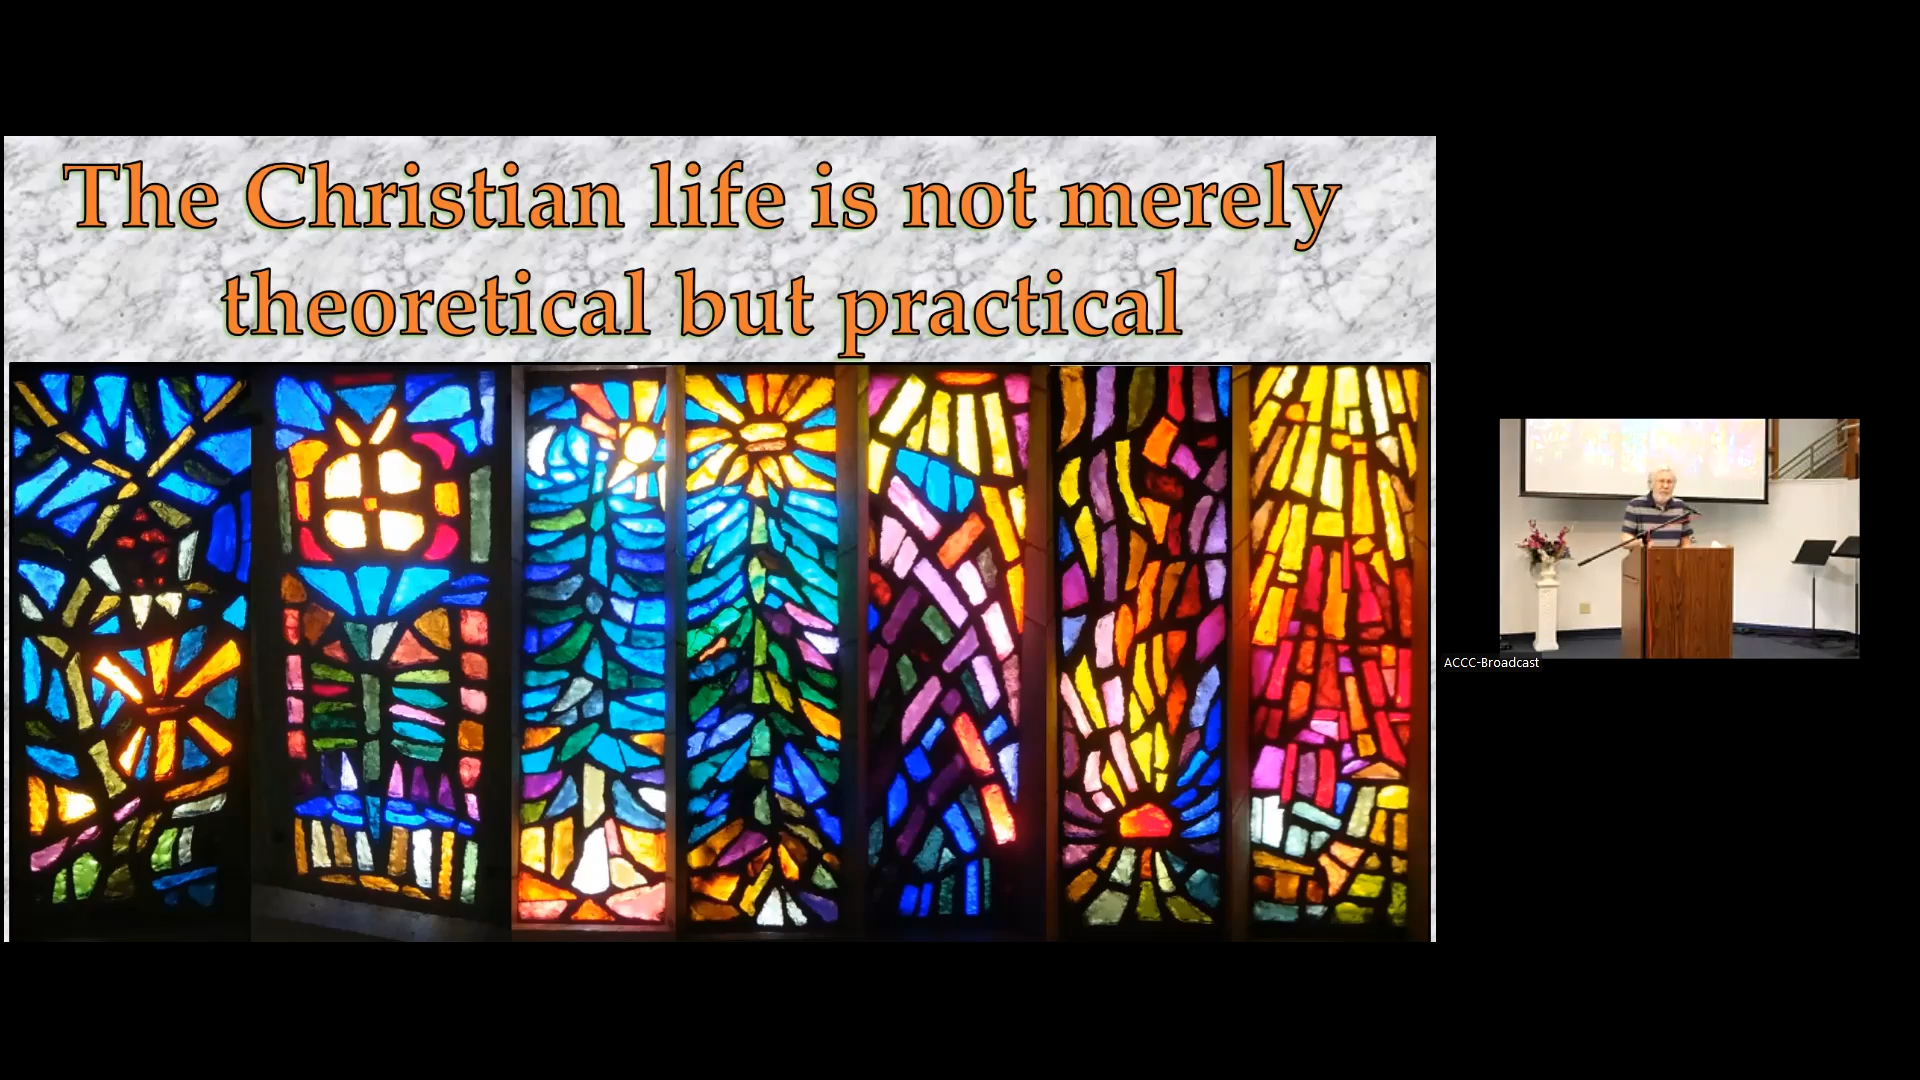 The Christian life is not merely
theoretical but practical
ACCC-Broadcast